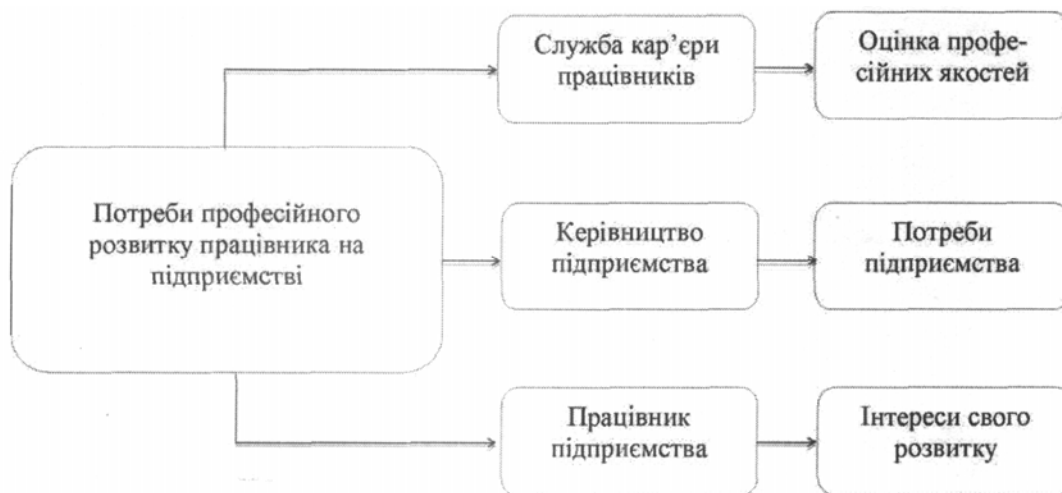 Служба кар’єри
працівників
Оцінка профе-
сійних якостей
Потреби професійного
розвитку працівника на
підприємстві
Керівництво
підприємства
Потреби
підприємства
Працівник
підприємства
Інтереси свого
розвитку